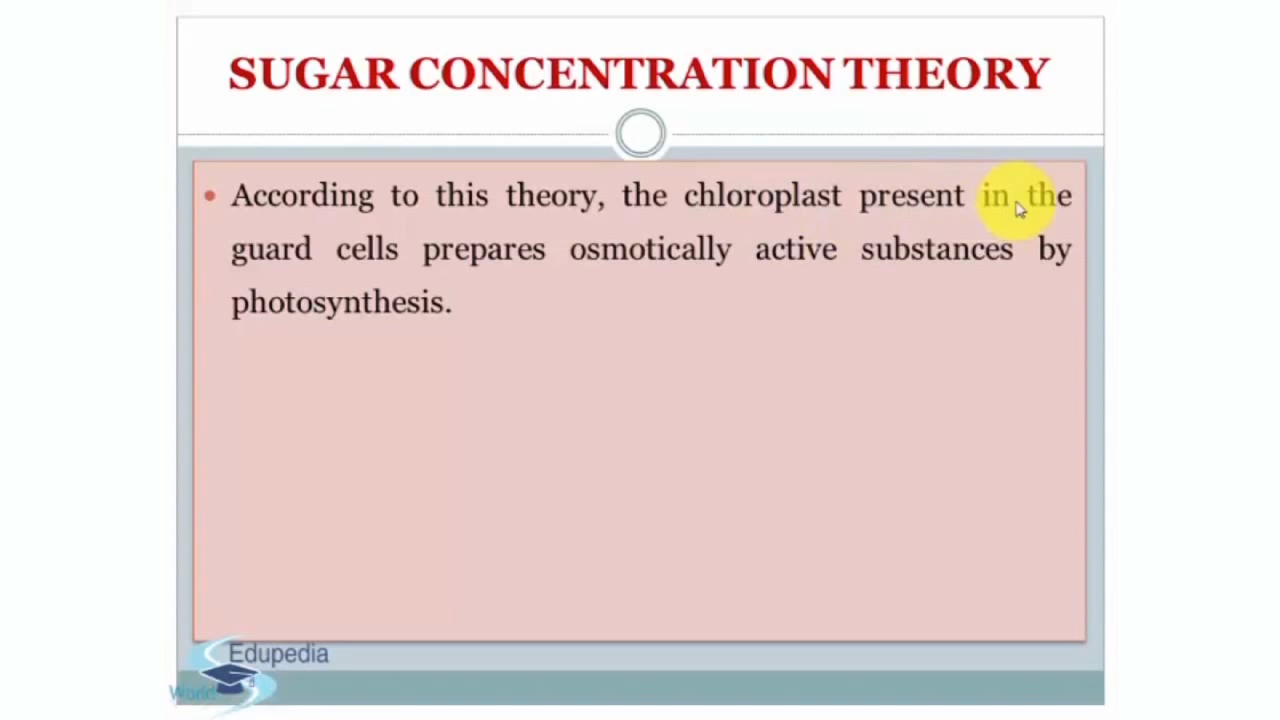 SUGAR CONCENTRATION THEORY
• According to this theory, the chloroplast present in the
guard cells prepares osmotically active substances by
photosynthesis.
Edupedia
World